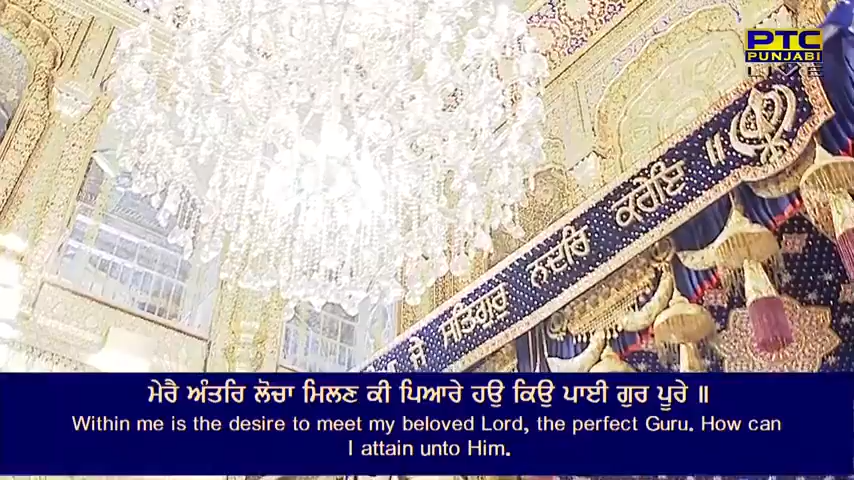 PTC
PUNJABI
LIVE
ਜੇ ਸਤਿਗੁਰੁ ਨਦਰਿ ਕਰੇਇ ॥
ਮੇਰੈ ਅੰਤਰਿ ਲੋਚਾ ਮਿਲਣ ਕੀ ਪਿਆਰੇ ਹਉ ਕਿਉ ਪਾਈ ਗੁਰ ਪੂਰੇ ॥
Within me is the desire to meet my beloved Lord, the perfect Guru. How can
I attain unto Him.